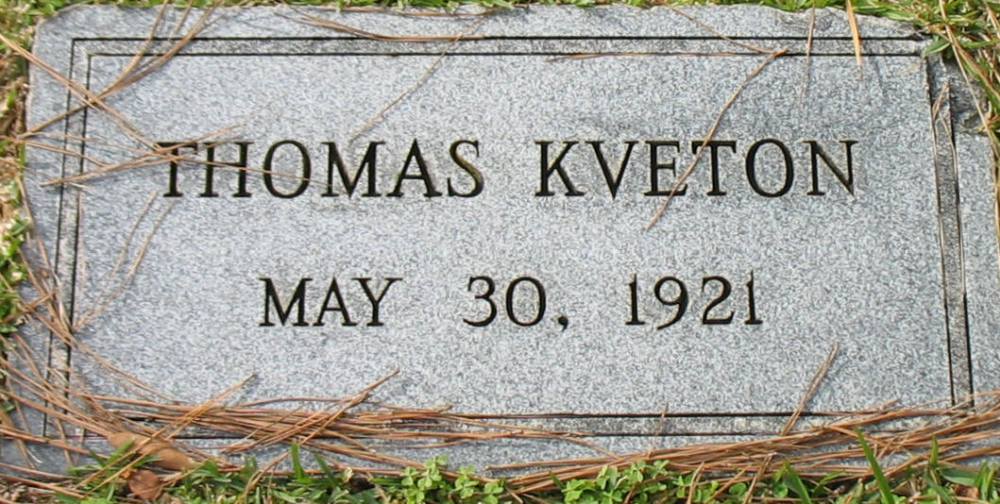 THOMAS KVETON
MAY 30, 1921